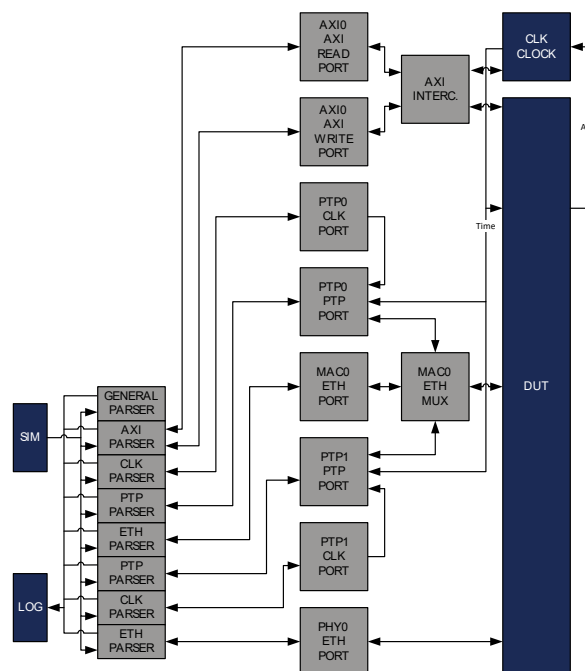 AXI0
AXI
READ
PORT
CLK
CLOCK
AXI
INTERC.
AXI0
AXI
WRITE
PORT
A
PTP0
CLK
PORT
Time
PTP0
PTP
PORT
MAC0
ETH
PORT
MAC0
ETH
MUX
DUT
GENERAL
PARSER
SIM
AXI
PARSER
CLK
PARSER
PTP
PARSER
ETH
PARSER
PTP
PARSER
CLK
PARSER
ETH
PARSER
LOG
PTP1
PTP
PORT
PTP1
CLK
PORT
PHY0
ETH
PORT